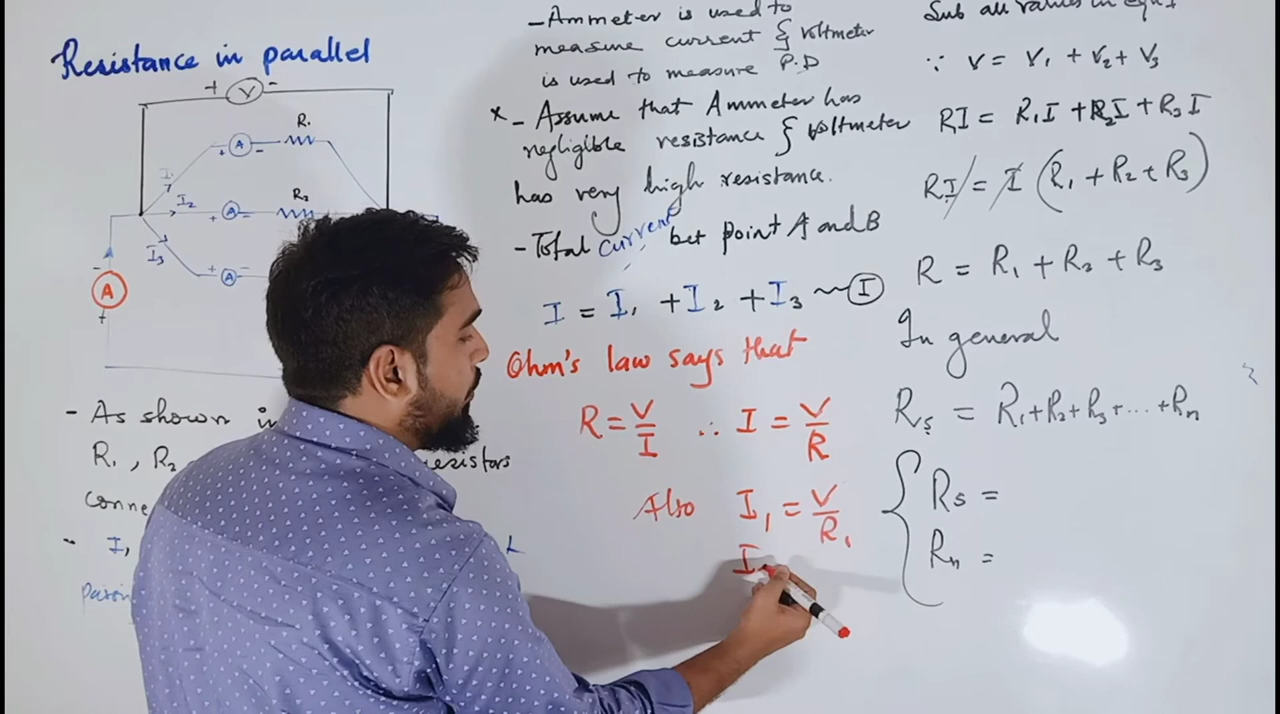 Resistance in parallel
+ V -
R₁
+ A -
I₁
R₂
I₂
+ A -
I₃
+ A -
-
A
+
- As shown in
R₁, R₂ resistors
conne
- I,
- Ammeter is used to
measure current & voltmeter
is used to measure P.D
* - Assume that Ammeter has
negligible resistance & voltmeter
has very high resistance.
- Total current, bet point A and B
I = I₁ + I₂ + I₃ ~ I
Ohm's law says that
R = V/I ∴ I = V/R
Also I₁ = V/R₁
I
Sub all values in
∵ V = V₁ + V₂ + V₃
RI = R₁I + R₂I + R₃I
RI = I (R₁ + R₂ + R₃)
R = R₁ + R₂ + R₃
In general
Rs = R₁ + R₂ + R₃ + ... + Rn
Rs =
Rn =